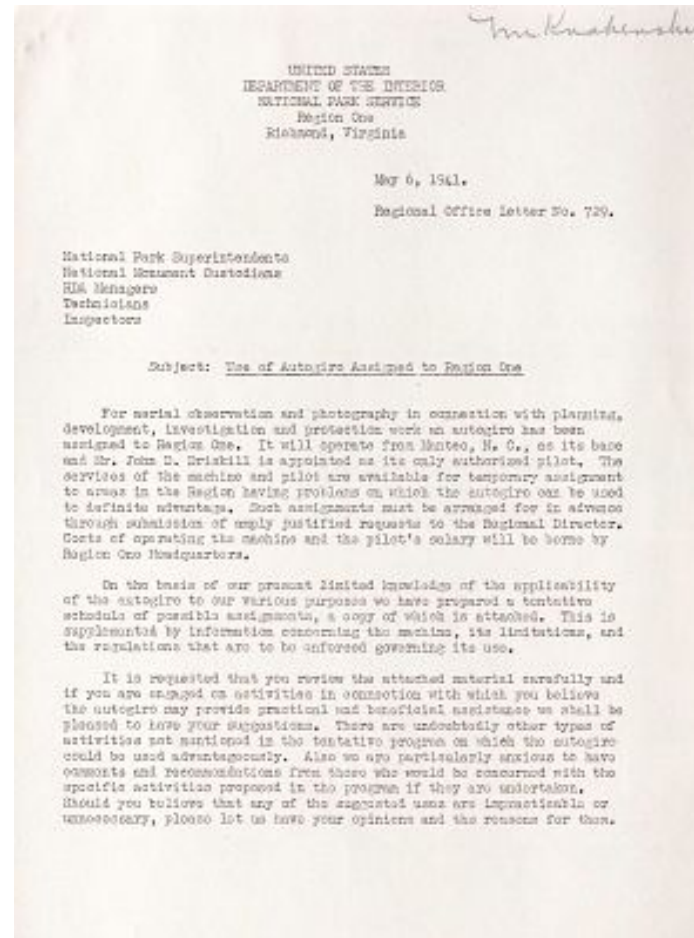 UNITED STATES
DEPARTMENT OF THE INTERIOR
NATIONAL PARK SERVICE
Region One
Richmond, Virginia
May 6, 1941.
Regional Office Letter No. 729.
National Park Superintendents
National Monument Custodians
RDA Managers
Technicians
Inspectors
Subject: Use of Autogiro Assigned to Region One
For aerial observation and photography in connection with planning,
development, investigation and protection work an autogiro has been
assigned to Region One. It will operate from Manteo, N. C., as its base
and Mr. John D. Driskill is appointed as its only authorized pilot. The
services of the machine and pilot are available for temporary assignment
to areas in the Region having problems on which the autogiro can be used
to definite advantage. Such assignments must be arranged for in advance
through submission of amply justified requests to the Regional Director.
Costs of operating the machine and the pilot's salary will be borne by
Region One Headquarters.
On the basis of our present limited knowledge of the applicability
of the autogiro to our various purposes we have prepared a tentative
schedule of possible assignments, a copy of which is attached. This is
supplemented by information concerning the machine, its limitations, and
the regulations that are to be enforced governing its use.
It is requested that you review the attached material carefully and
if you are engaged on activities in connection with which you believe
the autogiro may provide practical and beneficial assistance we shall be
pleased to have your suggestions. There are undoubtedly other types of
activities not mentioned in the tentative program on which the autogiro
could be used advantageously. Also we are particularly anxious to have
comments and recommendations from those who would be concerned with the
specific activities proposed in the program if they are undertaken.
Should you believe that any of the suggested uses are impracticable or
unnecessary, please let us have your opinions and the reasons for them.